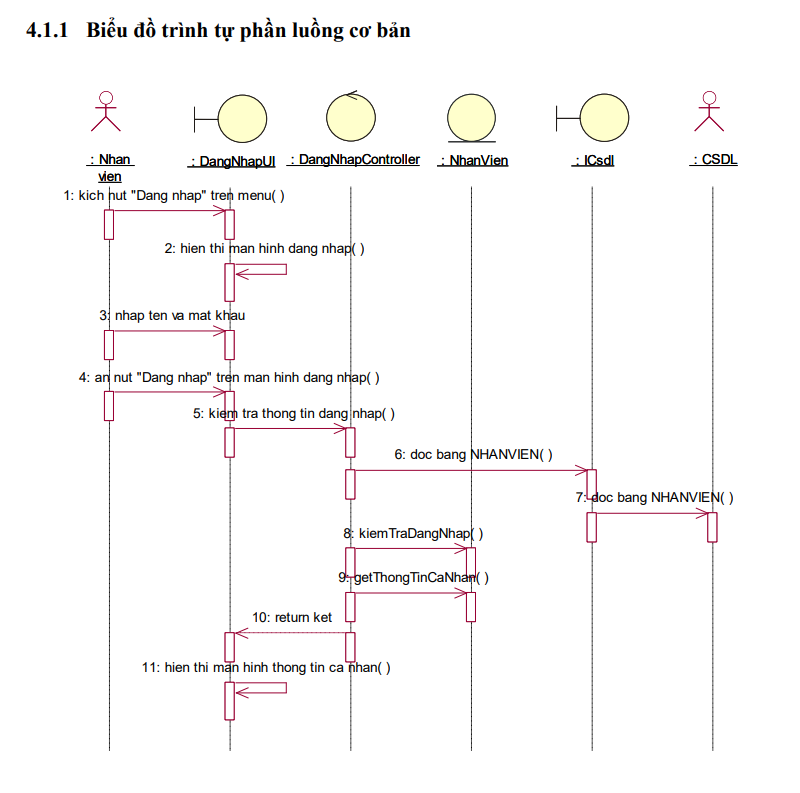 4.1.1 Biểu đồ trình tự phần luồng cơ bản
: Nhan
vien
: DangNhapUI
: DangNhapController
: NhanVien
: ICsdl
: CSDL
1: kich nut "Dang nhap" tren menu( )
2: hien thi man hinh dang nhap( )
3: nhap ten va mat khau
4: an nut "Dang nhap" tren man hinh dang nhap( )
5: kiem tra thong tin dang nhap( )
6: doc bang NHANVIEN( )
7: doc bang NHANVIEN( )
8: kiemTraDangNhap( )
9: getThongTinCaNhan( )
10: return ket
11: hien thi man hinh thong tin ca nhan( )